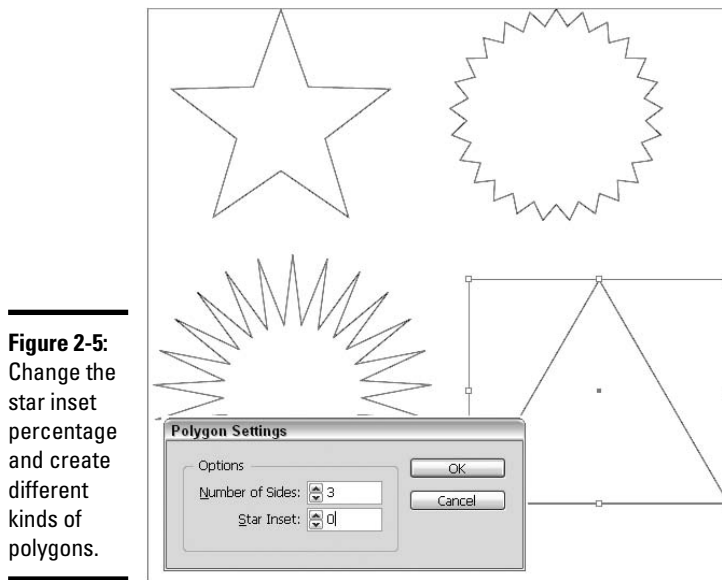 Figure 2-5:
Change the
star inset
percentage
and create
different
kinds of
polygons.
Polygon Settings
Options
Number of Sides: 3
Star Inset: 0
OK
Cancel